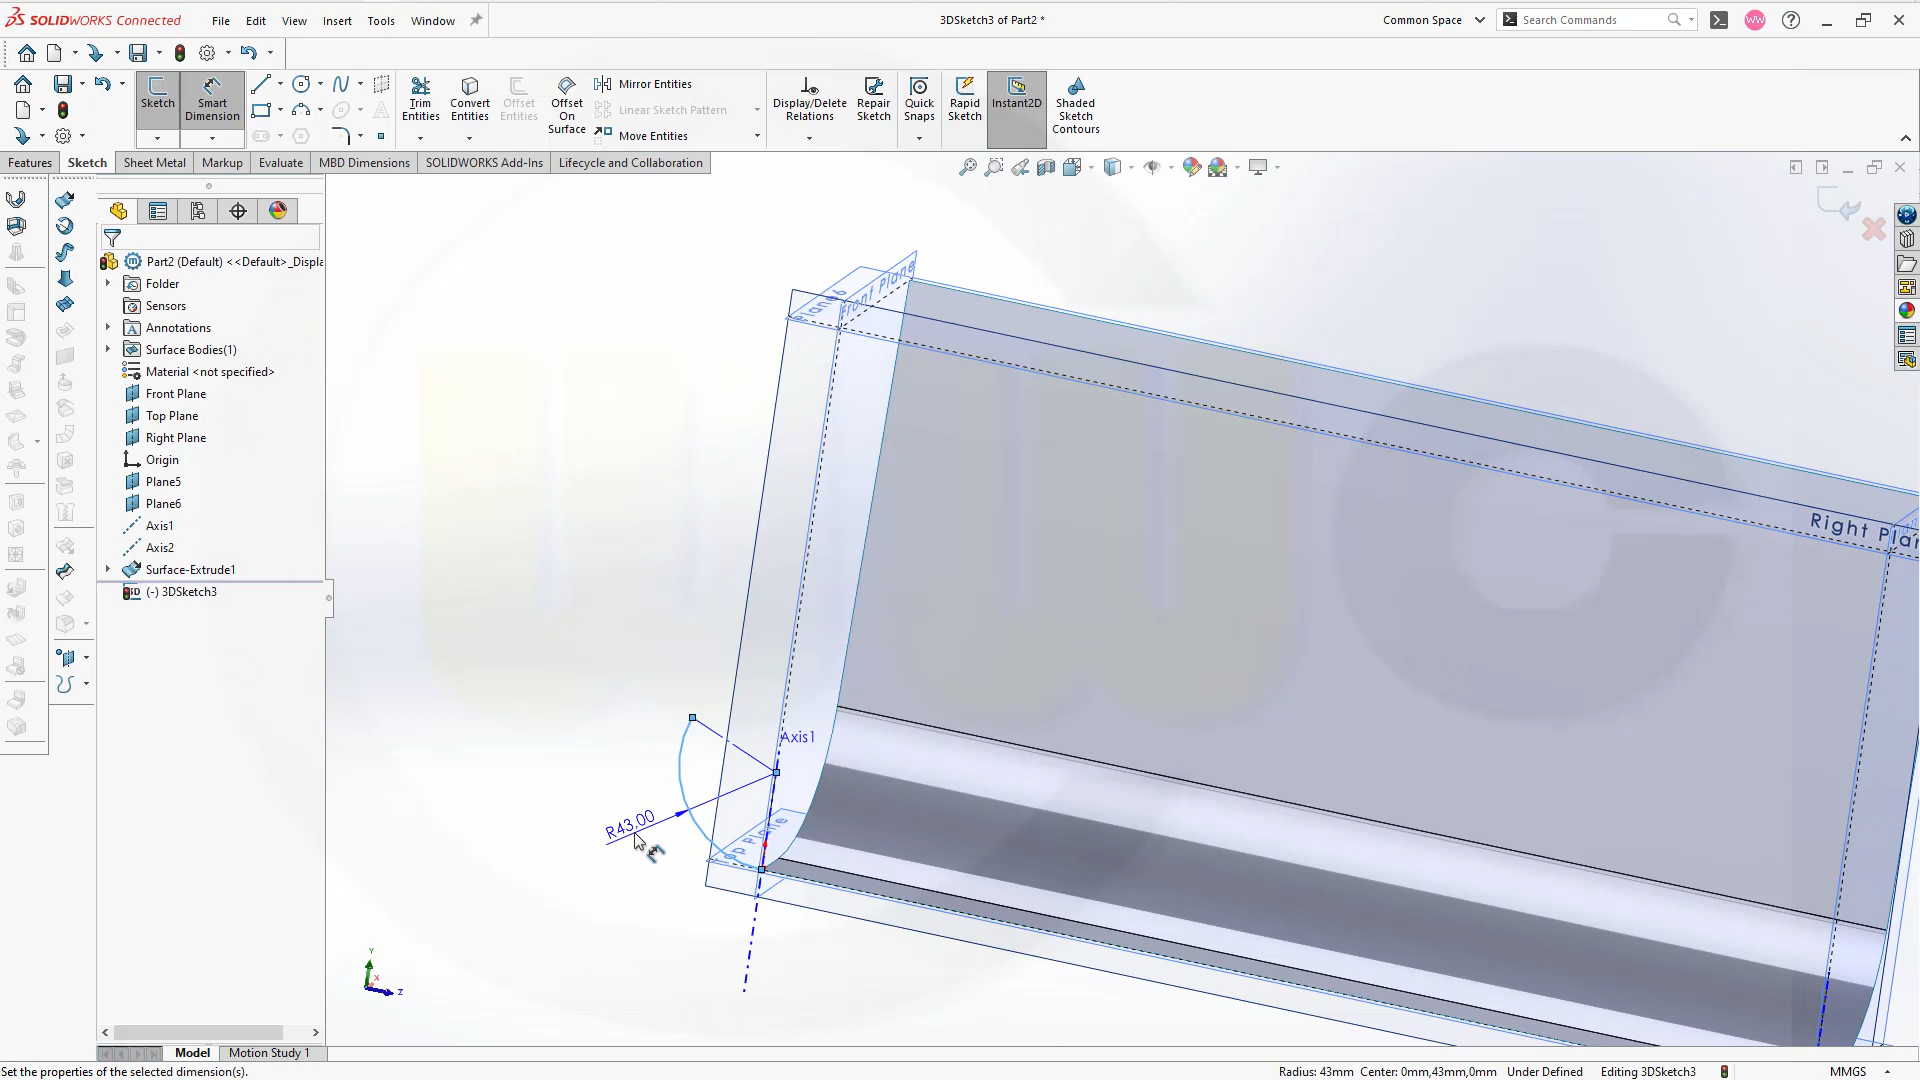 SOLIDWORKS Connected
File Edit View Insert Tools Window
3DSketch3 of Part2 *
Common Space
Search Commands
WW
Sketch
Smart Dimension
Trim Entities
Convert Entities
Offset Entities
Offset On Surface
Mirror Entities
Linear Sketch Pattern
Move Entities
Display/Delete Relations
Repair Sketch
Quick Snaps
Rapid Sketch
Instant2D
Shaded Sketch Contours
Features Sketch Sheet Metal Markup Evaluate MBD Dimensions SOLIDWORKS Add-Ins Lifecycle and Collaboration
Part2 (Default) <<Default>_Displa
Folder
Sensors
Annotations
Surface Bodies(1)
Material <not specified>
Front Plane
Top Plane
Right Plane
Origin
Plane5
Plane6
Axis1
Axis2
Surface-Extrude1
(-) 3DSketch3
Plane6
Front Plane
Right Plan
Axis1
R43,00
Top Plane
Y
X
Z
Model Motion Study 1
Set the properties of the selected dimension(s).
Radius: 43mm Center: 0mm,43mm,0mm Under Defined Editing 3DSketch3 MMGS